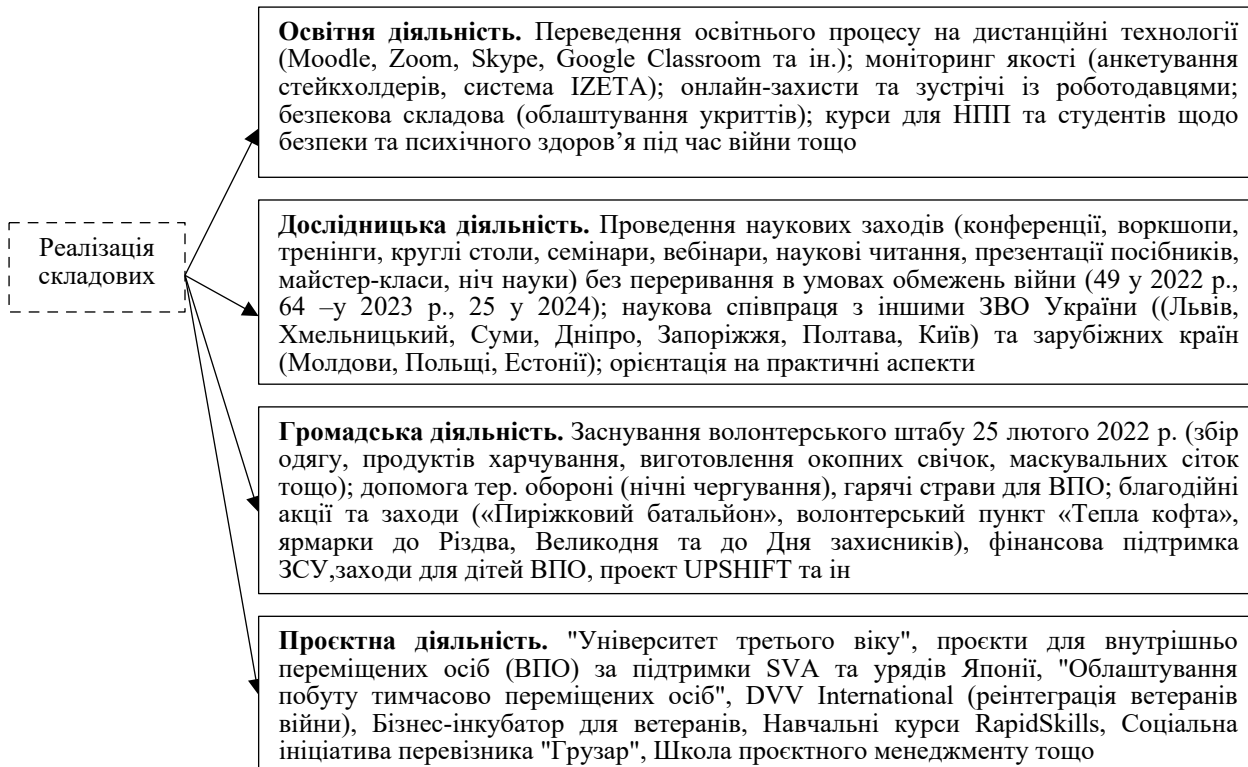 Реалізація
складових
Освітня діяльність. Переведення освітнього процесу на дистанційні технології
(Moodle, Zoom, Skype, Google Classroom та ін.); моніторинг якості (анкетування
стейкхолдерів, система IZETA); онлайн-захисти та зустрічі із роботодавцями;
безпекова складова (облаштування укриттів); курси для НПП та студентів щодо
безпеки та психічного здоров’я під час війни тощо
Дослідницька діяльність. Проведення наукових заходів (конференції, воркшопи,
тренінги, круглі столи, семінари, вебінари, наукові читання, презентації посібників,
майстер-класи, ніч науки) без переривання в умовах обмежень війни (49 у 2022 р.,
64 –у 2023 р., 25 у 2024); наукова співпраця з іншими ЗВО України ((Львів,
Хмельницький, Суми, Дніпро, Запоріжжя, Полтава, Київ) та зарубіжних країн
(Молдови, Польщі, Естонії); орієнтація на практичні аспекти
Громадська діяльність. Заснування волонтерського штабу 25 лютого 2022 р. (збір
одягу, продуктів харчування, виготовлення окопних свічок, маскувальних сіток
тощо); допомога тер. обороні (нічні чергування), гарячі страви для ВПО; благодійні
акції та заходи («Пиріжковий батальйон», волонтерський пункт «Тепла кофта»,
ярмарки до Різдва, Великодня та до Дня захисників), фінансова підтримка
ЗСУ,заходи для дітей ВПО, проект UPSHIFT та ін
Проєктна діяльність. "Університет третього віку", проєкти для внутрішньо
переміщених осіб (ВПО) за підтримки SVA та урядів Японії, "Облаштування
побуту тимчасово переміщених осіб", DVV International (реінтеграція ветеранів
війни), Бізнес-інкубатор для ветеранів, Навчальні курси RapidSkills, Соціальна
ініціатива перевізника "Грузар", Школа проєктного менеджменту тощо